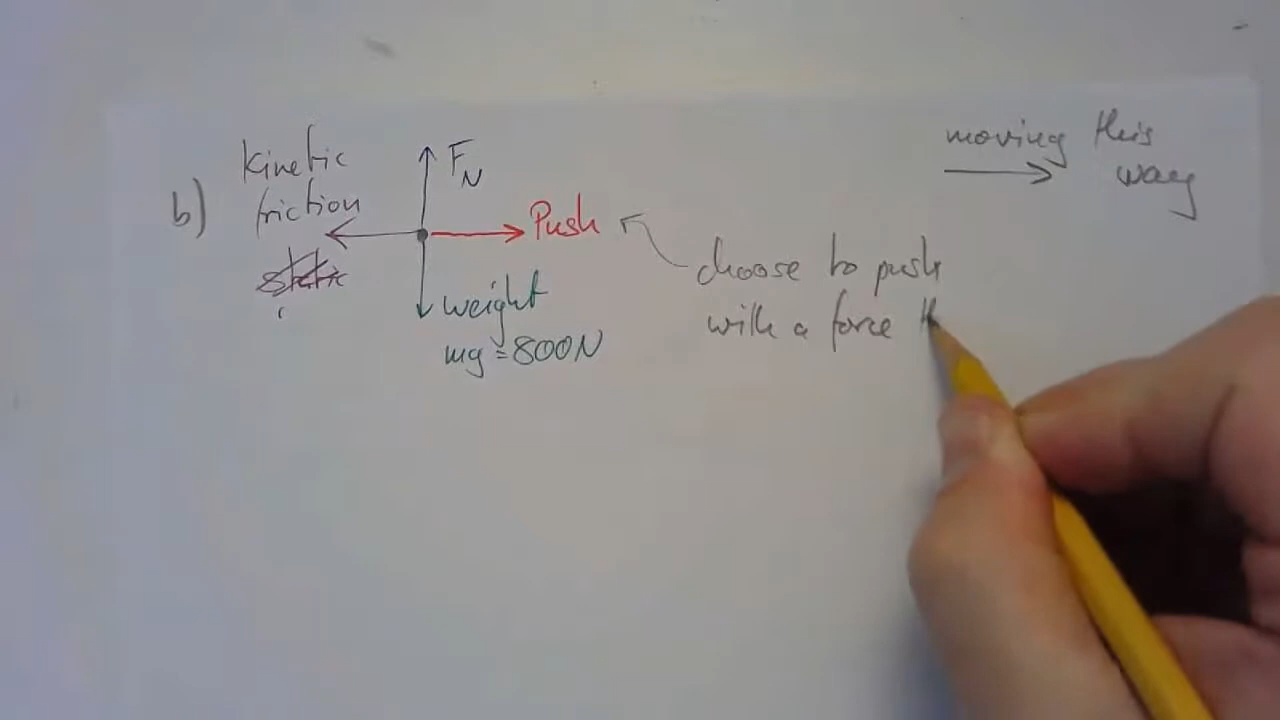 b)
kinetic
friction
static
F_N
Push
weight
mg = 800N
choose to push
with a force
moving this
way